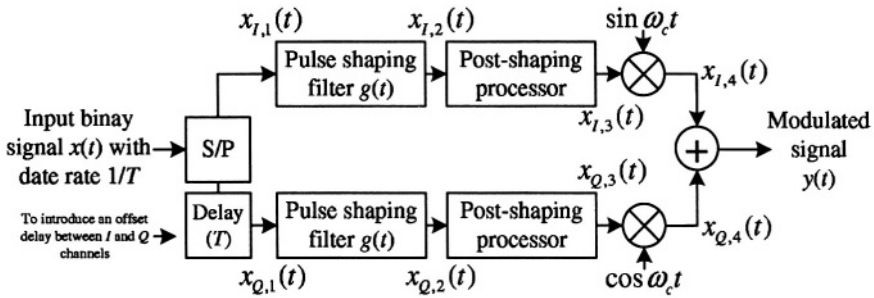 x_{I,1}(t)
x_{I,2}(t)
sin ω_c t
Pulse shaping
filter g(t)
Post-shaping
processor
x_{I,3}(t)
x_{I,4}(t)
Input binay
signal x(t) with
date rate 1/T
S/P
+
Modulated
signal
y(t)
To introduce an offset
delay between I and Q
channels
Delay
(T)
x_{Q,1}(t)
Pulse shaping
filter g(t)
x_{Q,2}(t)
Post-shaping
processor
x_{Q,3}(t)
x_{Q,4}(t)
cos ω_c t